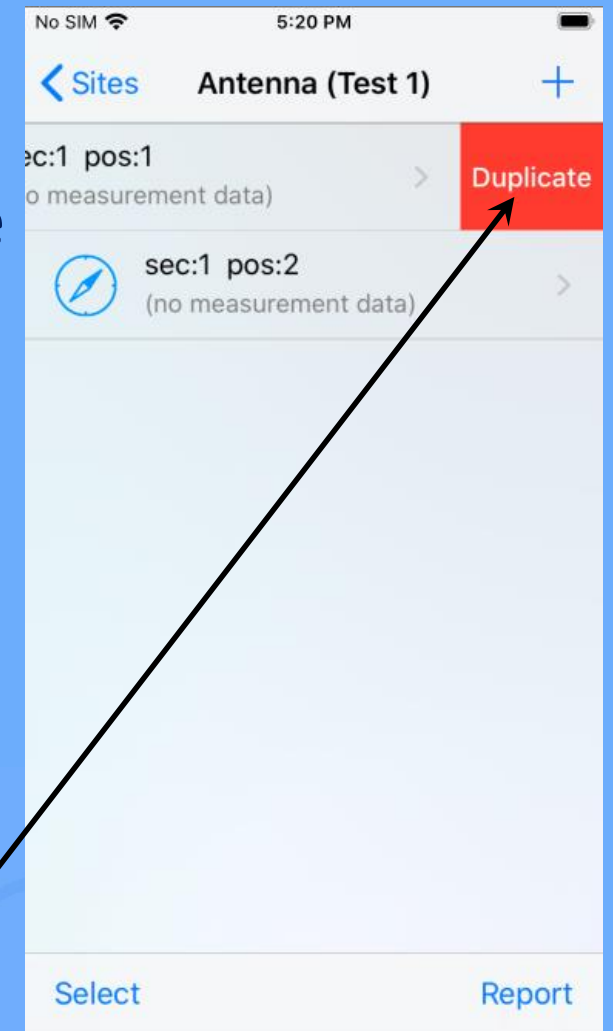 No SIM 5:20 PM
Sites Antenna (Test 1) +
ec:1 pos:1
o measurement data)
Duplicate
sec:1 pos:2
(no measurement data)
Select Report